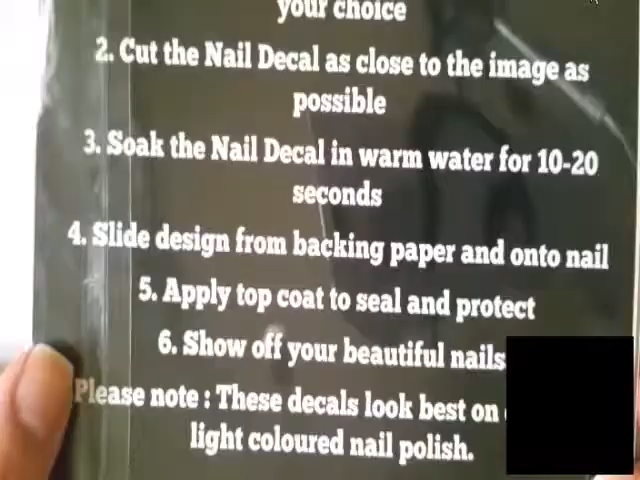 your choice
2. Cut the Nail Decal as close to the image as
possible
3. Soak the Nail Decal in warm water for 10-20
seconds
4. Slide design from backing paper and onto nail
5. Apply top coat to seal and protect
6. Show off your beautiful nails
Please note : These decals look best on
light coloured nail polish.